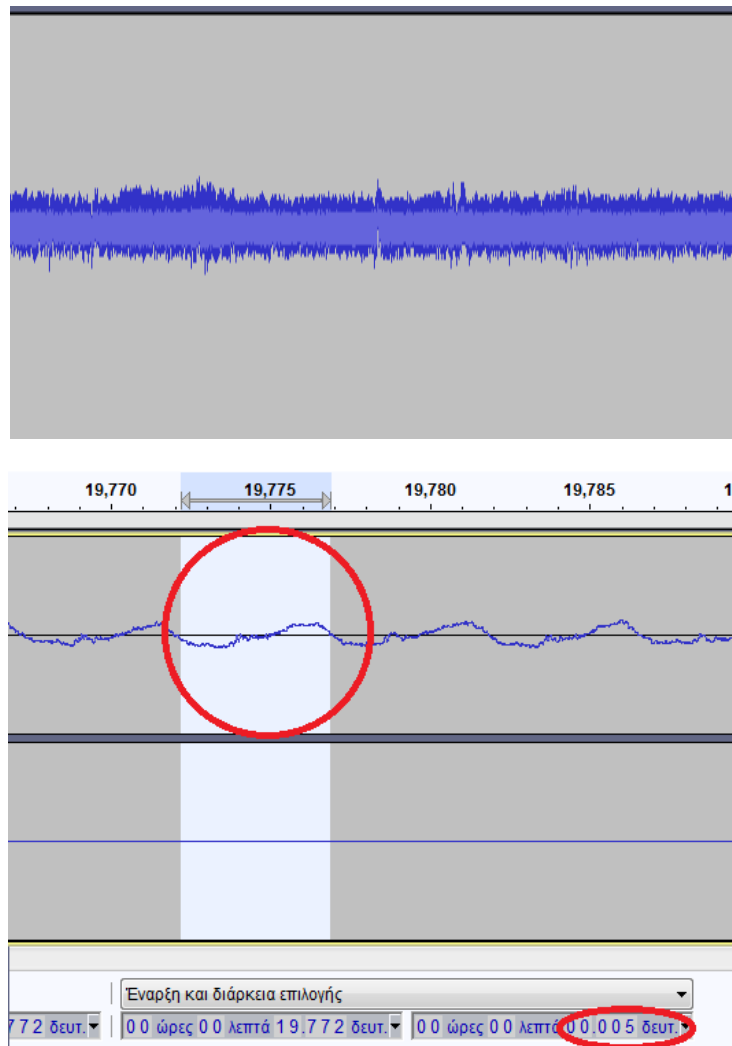 19,770 19,775 19,780 19,785 1
Έναρξη και διάρκεια επιλογής
772 δευτ. 00 ώρες 00 λεπτά 19.772 δευτ. 00 ώρες 00 λεπτά 00.005 δευτ.